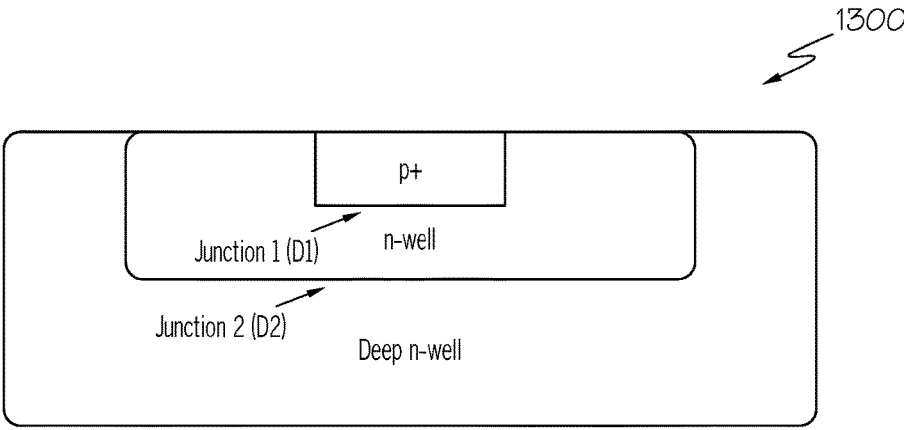 1300
p+
Junction 1 (D1)
n-well
Junction 2 (D2)
Deep n-well